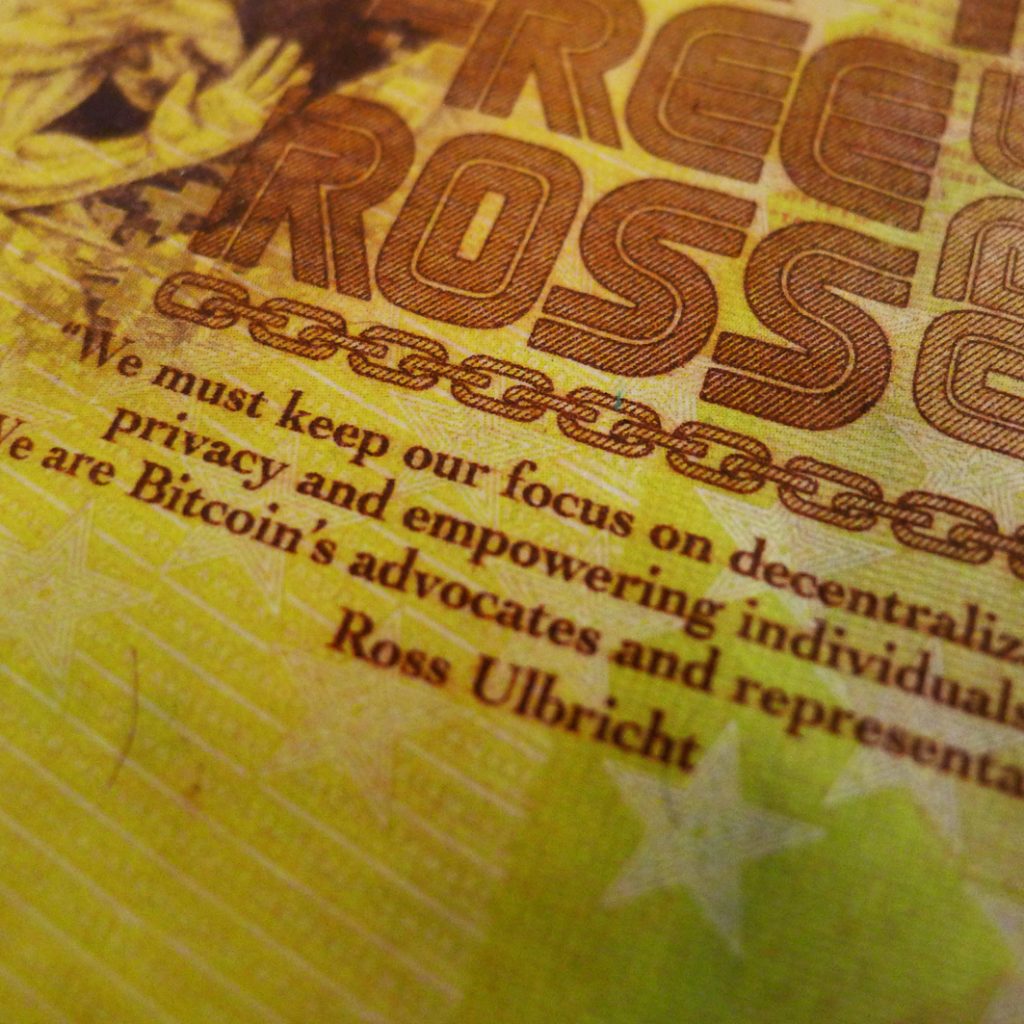 FREE
ROSS
"We must keep our focus on decentraliz
privacy and empowering individuals
We are Bitcoin's advocates and representa
Ross Ulbricht